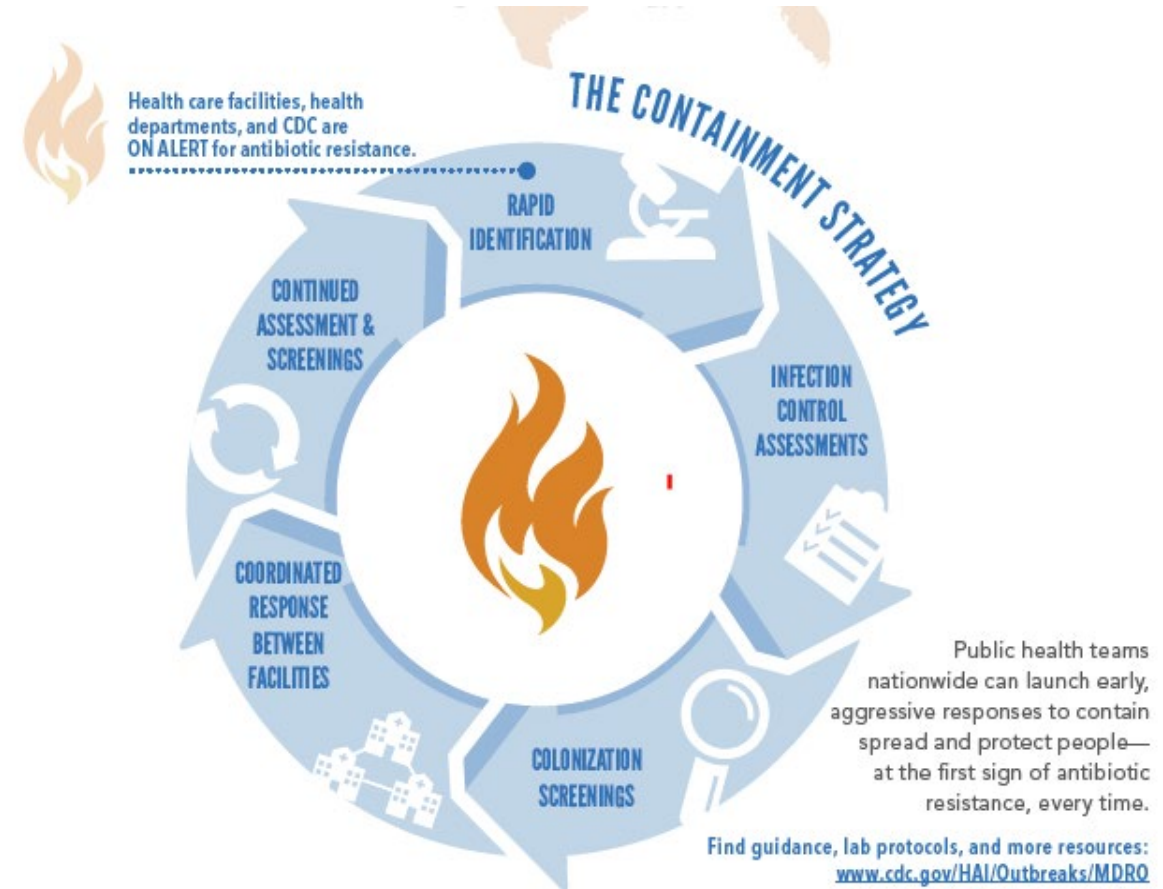 THE CONTAINMENT STRATEGY
Health care facilities, health
departments, and CDC are
ON ALERT for antibiotic resistance.
RAPID
IDENTIFICATION
INFECTION
CONTROL
ASSESSMENTS
COLONIZATION
SCREENINGS
COORDINATED
RESPONSE
BETWEEN
FACILITIES
CONTINUED
ASSESSMENT &
SCREENINGS
Public health teams
nationwide can launch early,
aggressive responses to contain
spread and protect people—
at the first sign of antibiotic
resistance, every time.
Find guidance, lab protocols, and more resources:
www.cdc.gov/HAI/Outbreaks/MDRO